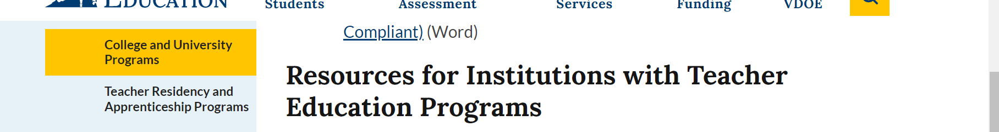 EDUCATION
Students Assessment Services Funding VDOE
College and University
Programs
Teacher Residency and
Apprenticeship Programs
Compliant) (Word)
Resources for Institutions with Teacher
Education Programs